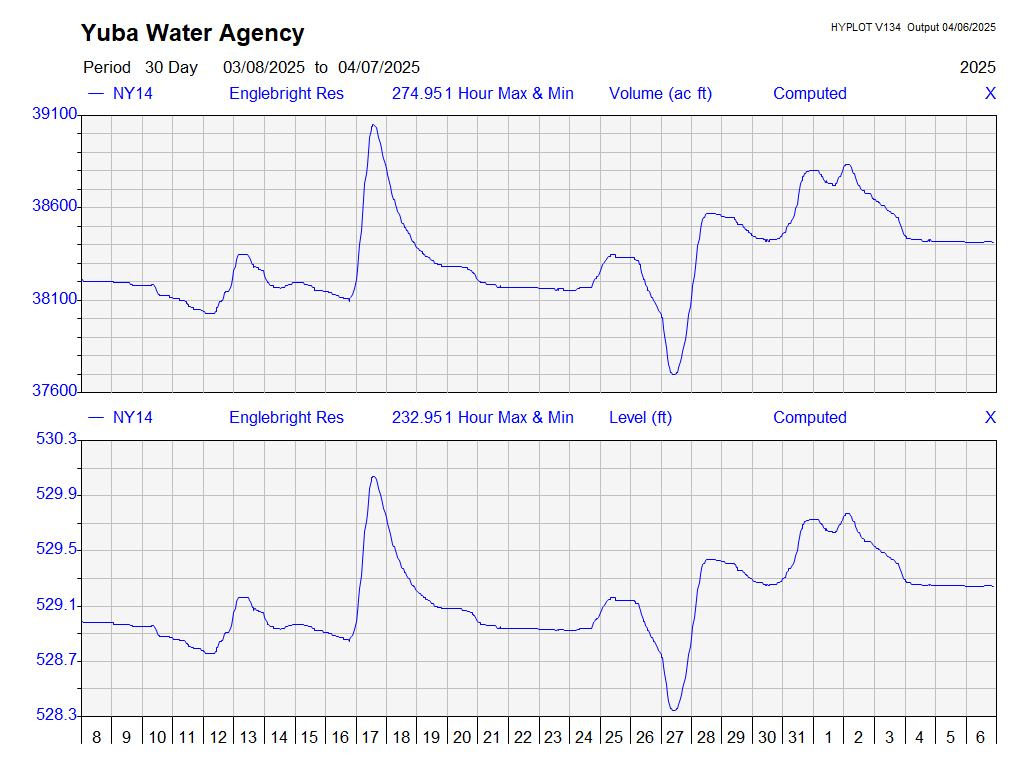 Yuba Water Agency
HYPLOT V134 Output 04/06/2025
Period 30 Day 03/08/2025 to 04/07/2025 2025
NY14 Englebright Res 274.951 Hour Max & Min Volume (ac ft) Computed X
39100
38600
38100
37600
NY14 Englebright Res 232.951 Hour Max & Min Level (ft) Computed X
530.3
529.9
529.5
529.1
528.7
528.3
8 9 10 11 12 13 14 15 16 17 18 19 20 21 22 23 24 25 26 27 28 29 30 31 1 2 3 4 5 6